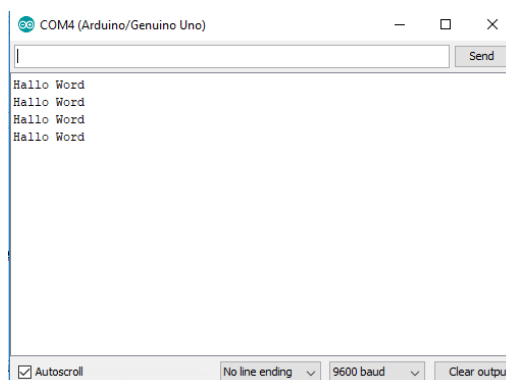 COM4 (Arduino/Genuino Uno)
Send
Hallo Word
Hallo Word
Hallo Word
Hallo Word
Autoscroll
No line ending
9600 baud
Clear outpu